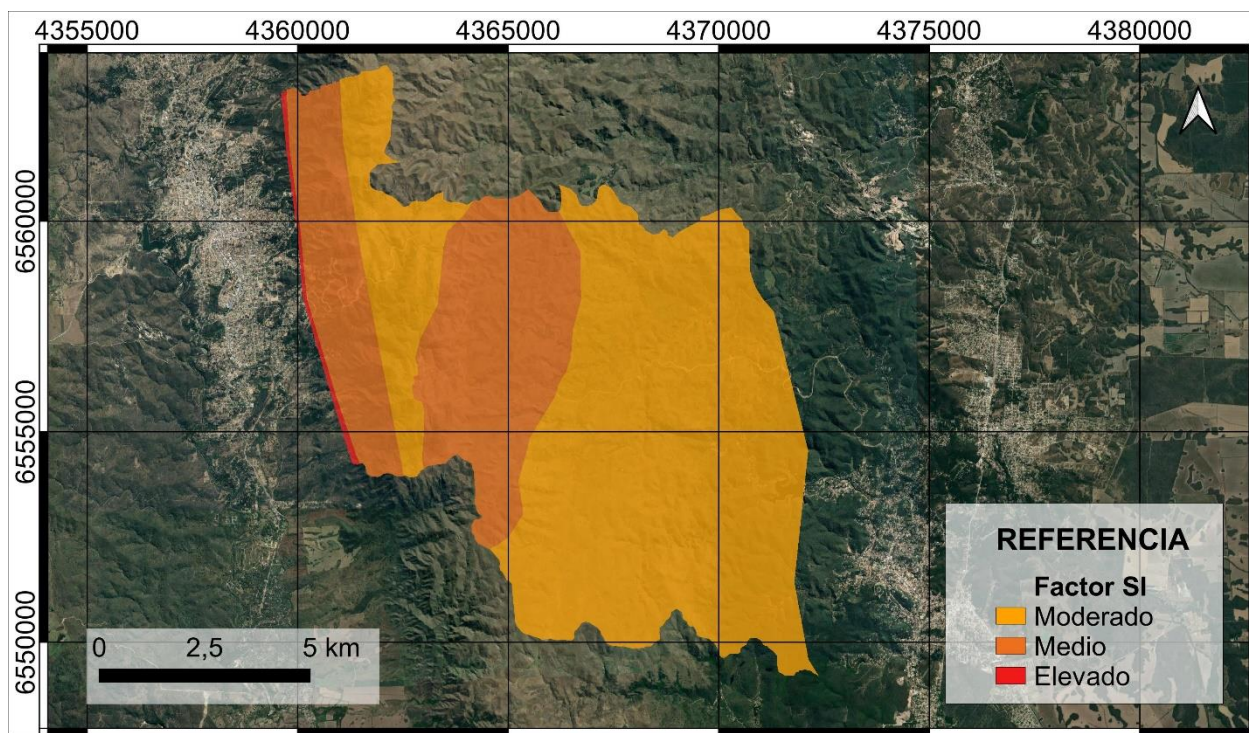 4355000 4360000 4365000 4370000 4375000 4380000
6560000
6555000
6550000
0 2,5 5 km
REFERENCIA
Factor SI
Moderado
Medio
Elevado